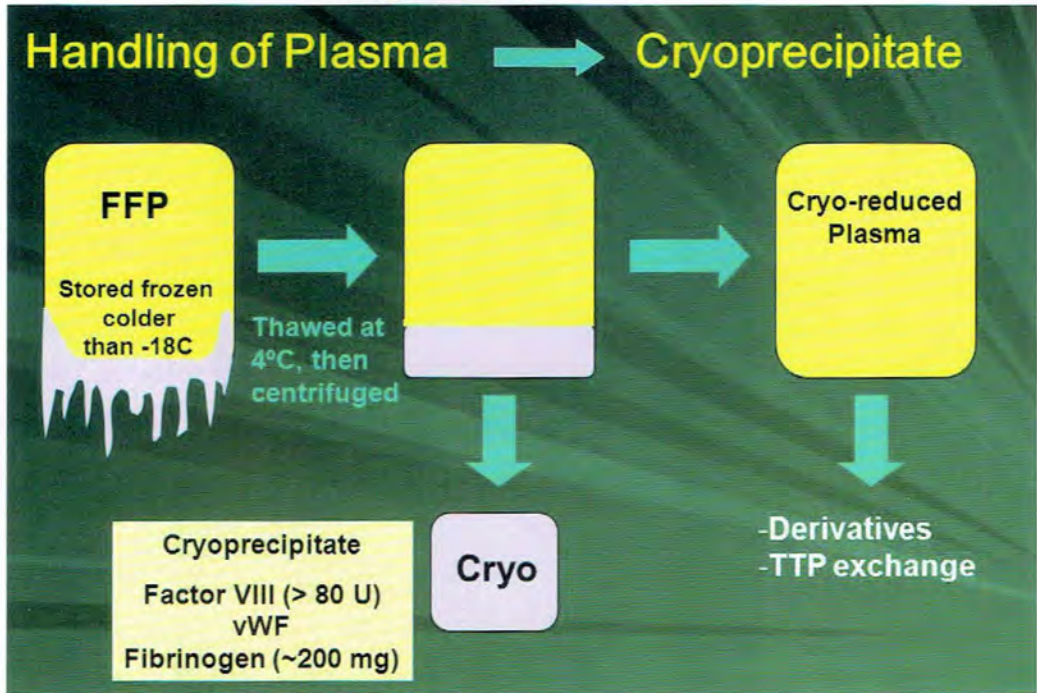 Handling of Plasma
Cryoprecipitate
FFP
Stored frozen
colder
than -18C
Thawed at
4ºC, then
centrifuged
Cryo-reduced
Plasma
Cryoprecipitate
Factor VIII (> 80 U)
vWF
Fibrinogen (~200 mg)
Cryo
-Derivatives
-TTP exchange